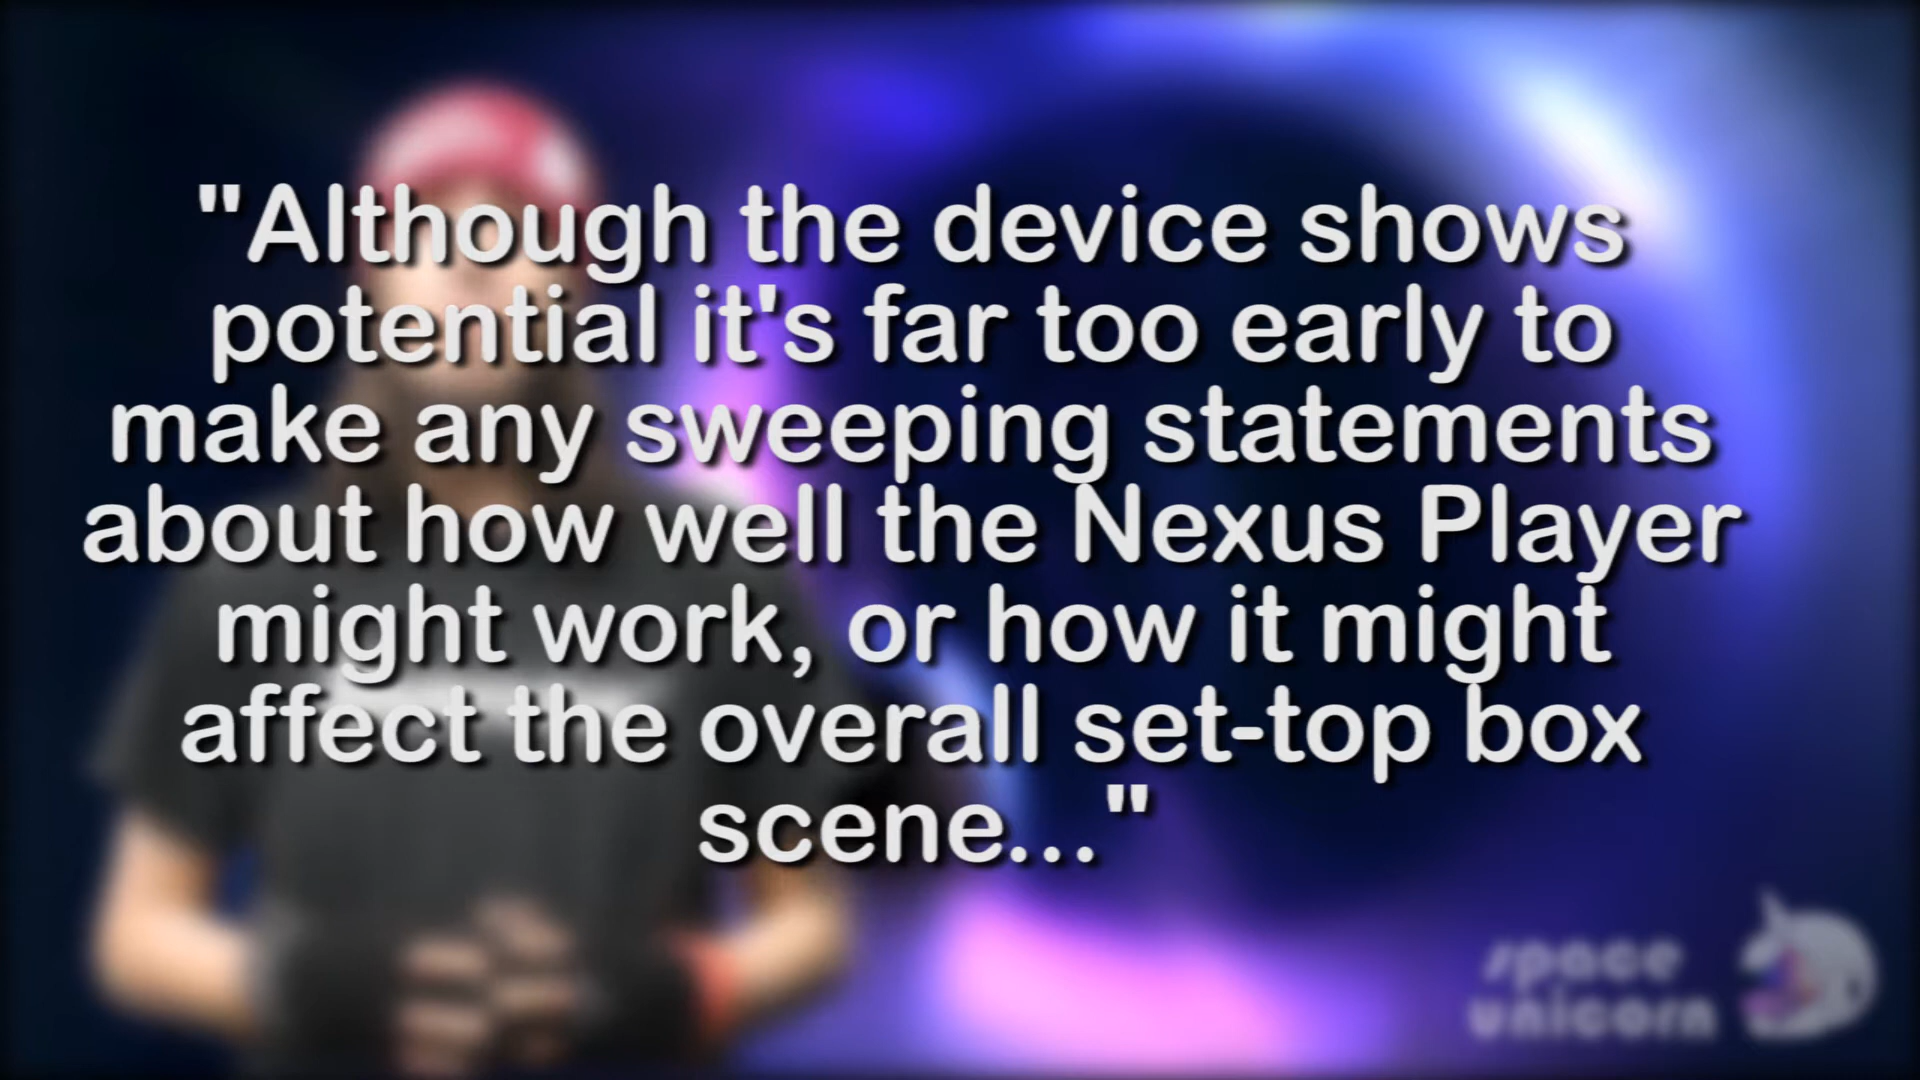 "Although the device shows
potential it's far too early to
make any sweeping statements
about how well the Nexus Player
might work, or how it might
affect the overall set-top box
scene..."
space
unicorn